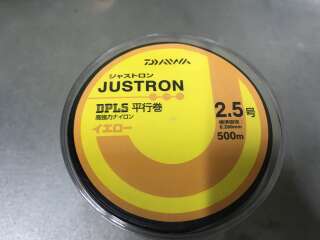 DAIWA
ジャストロン
JUSTRON
DPLS 平行巻
高強力ナイロン
イエロー
2.5号
500m